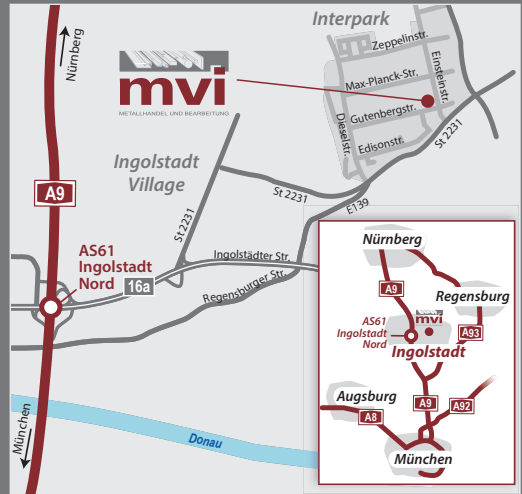 Interpark
Nürnberg
Zeppelinstr.
Einsteinstr.
Max-Planck-Str.
mvi
METALLHANDEL UND BEARBEITUNG
Gutenbergstr.
Dieselstr.
Edisonstr.
St 2231
Ingolstadt
Village
A9
St 2231
E139
St 2231
AS61
Ingolstadt
Nord
16a
Ingolstädter Str.
Regensburger Str.
Nürnberg
A9
Regensburg
mvi
AS61
Ingolstadt
Nord
A93
Ingolstadt
Augsburg
A8
A9
A92
München
München
Donau